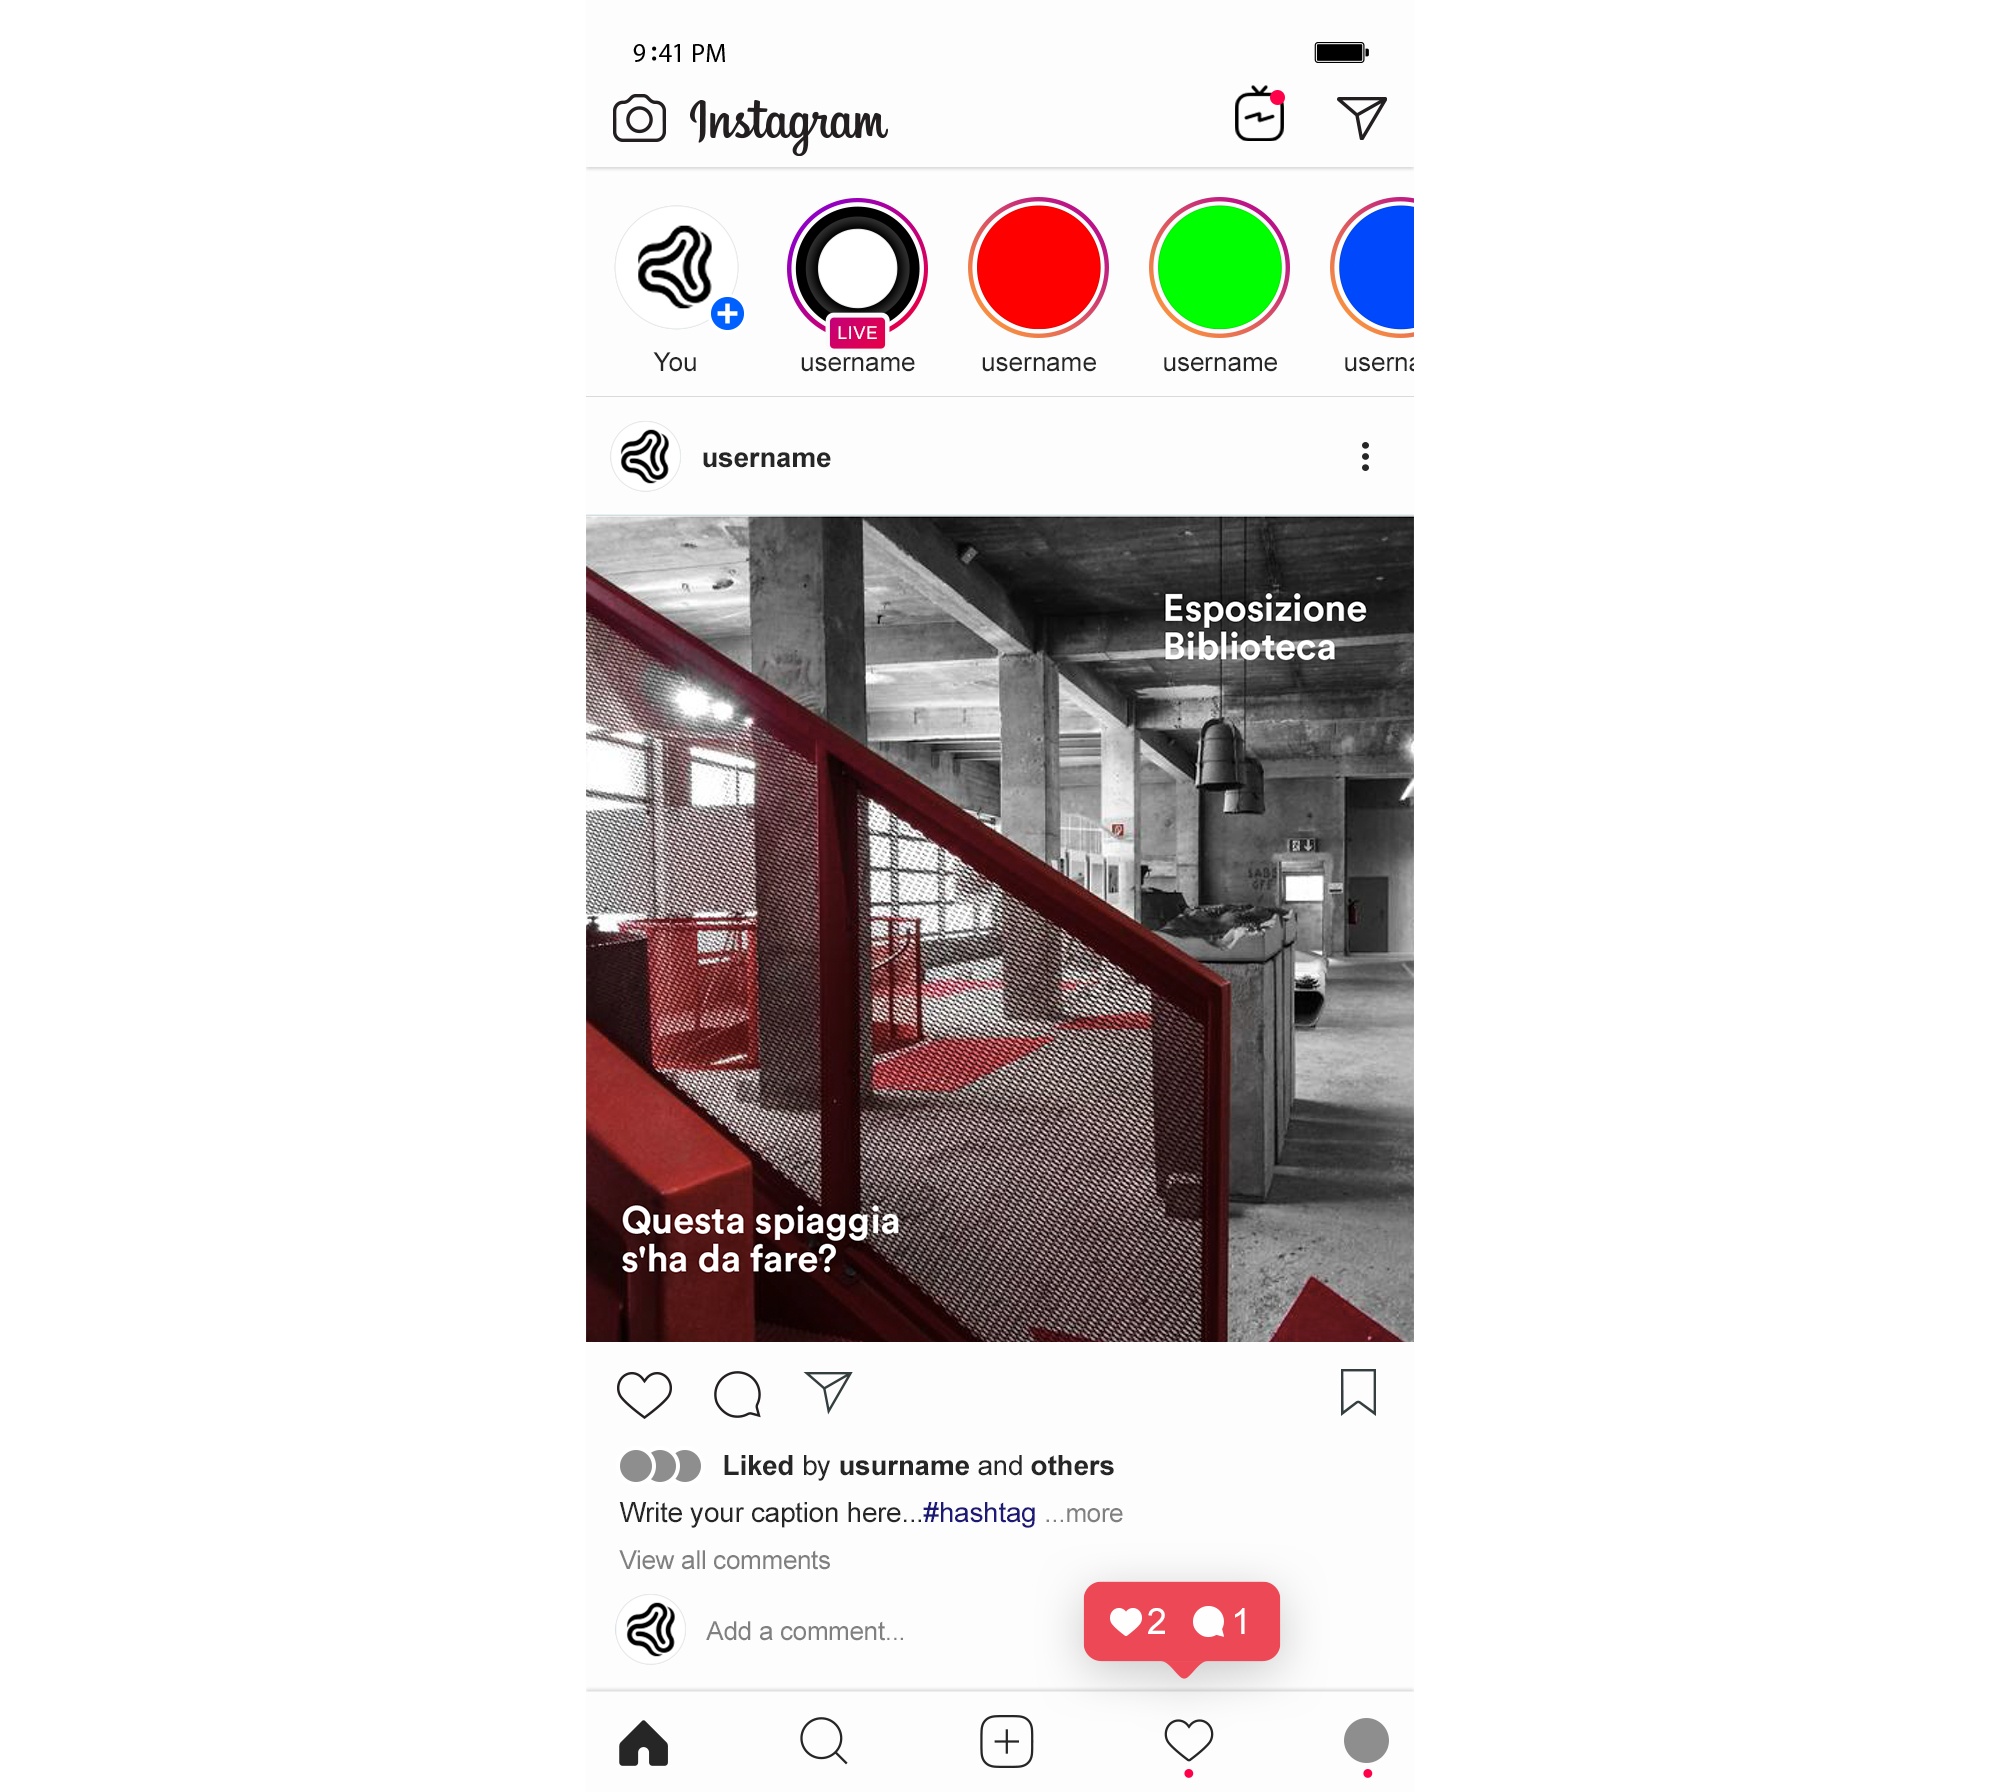 9:41 PM
Instagram
LIVE
You
username
username
username
userna
username
Esposizione
Biblioteca
Questa spiaggia
s'ha da fare?
Liked by usurname and others
Write your caption here...#hashtag ...more
View all comments
Add a comment...
2 1